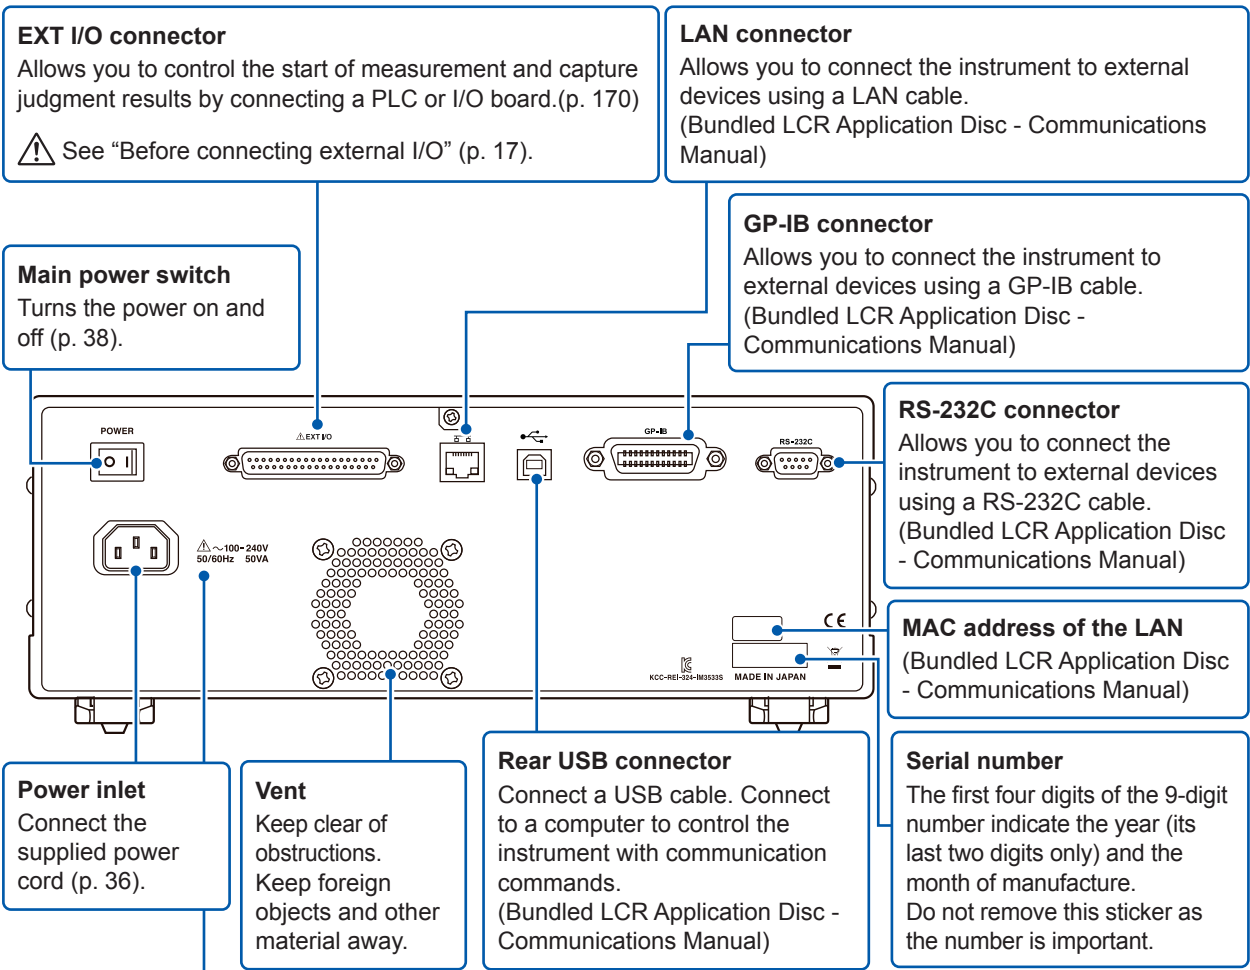 EXT I/O connector
Allows you to control the start of measurement and capture
judgment results by connecting a PLC or I/O board.(p. 170)
See “Before connecting external I/O” (p. 17).
LAN connector
Allows you to connect the instrument to external
devices using a LAN cable.
(Bundled LCR Application Disc - Communications
Manual)
GP-IB connector
Allows you to connect the instrument to
external devices using a GP-IB cable.
(Bundled LCR Application Disc -
Communications Manual)
Main power switch
Turns the power on and
off (p. 38).
RS-232C connector
Allows you to connect the
instrument to external devices
using a RS-232C cable.
(Bundled LCR Application Disc
- Communications Manual)
POWER
EXT I/O
GP-IB
RS-232C
~100-240V
50/60Hz 50VA
CE
KCC-REI-324-IM3533S
MADE IN JAPAN
MAC address of the LAN
(Bundled LCR Application Disc
- Communications Manual)
Power inlet
Connect the
supplied power
cord (p. 36).
Vent
Keep clear of
obstructions.
Keep foreign
objects and other
material away.
Rear USB connector
Connect a USB cable. Connect
to a computer to control the
instrument with communication
commands.
(Bundled LCR Application Disc -
Communications Manual)
Serial number
The first four digits of the 9-digit
number indicate the year (its
last two digits only) and the
month of manufacture.
Do not remove this sticker as
the number is important.